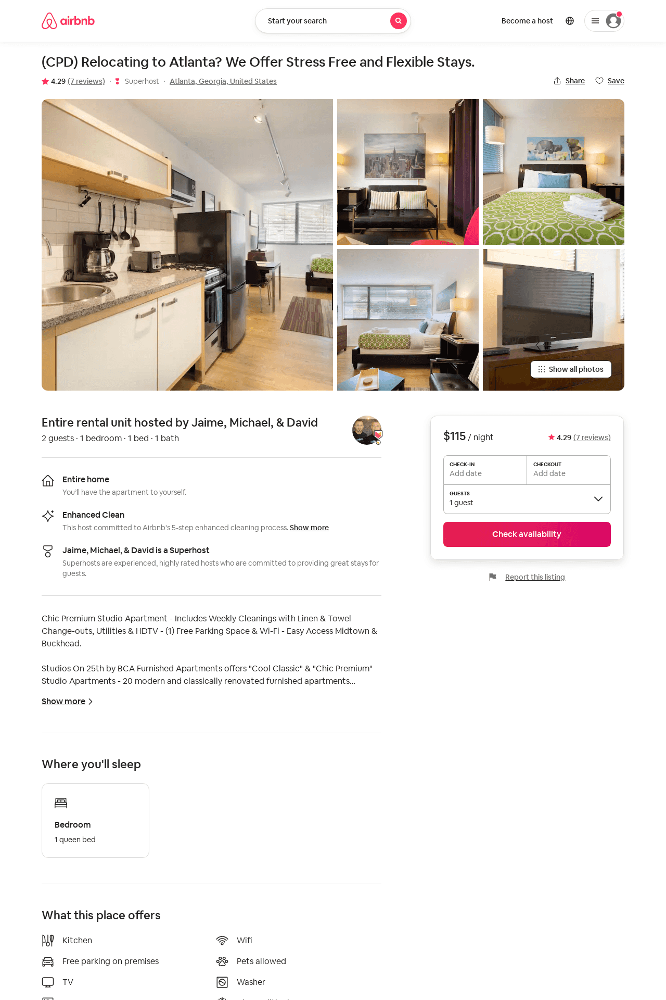 airbnb
Start your search
Become a host
(CPD) Relocating to Atlanta? We Offer Stress Free and Flexible Stays.
4.29 (7 reviews) · Superhost · Atlanta, Georgia, United States
Share
Save
Show all photos
Entire rental unit hosted by Jaime, Michael, & David
2 guests · 1 bedroom · 1 bed · 1 bath
Entire home
You’ll have the apartment to yourself.
Enhanced Clean
This host committed to Airbnb's 5-step enhanced cleaning process. Show more
Jaime, Michael, & David is a Superhost
Superhosts are experienced, highly rated hosts who are committed to providing great stays for
guests.
$115 / night
4.29 (7 reviews)
CHECK-IN
Add date
CHECKOUT
Add date
GUESTS
1 guest
Check availability
Report this listing
Chic Premium Studio Apartment - Includes Weekly Cleanings with Linen & Towel
Change-outs, Utilities & HDTV - (1) Free Parking Space & Wi-Fi - Easy Access Midtown &
Buckhead.
Studios On 25th by BCA Furnished Apartments offers "Cool Classic" & "Chic Premium"
Studio Apartments - 20 modern and classically renovated furnished apartments...
Show more
Where you'll sleep
Bedroom
1 queen bed
What this place offers
Kitchen
Wifi
Free parking on premises
Pets allowed
TV
Washer